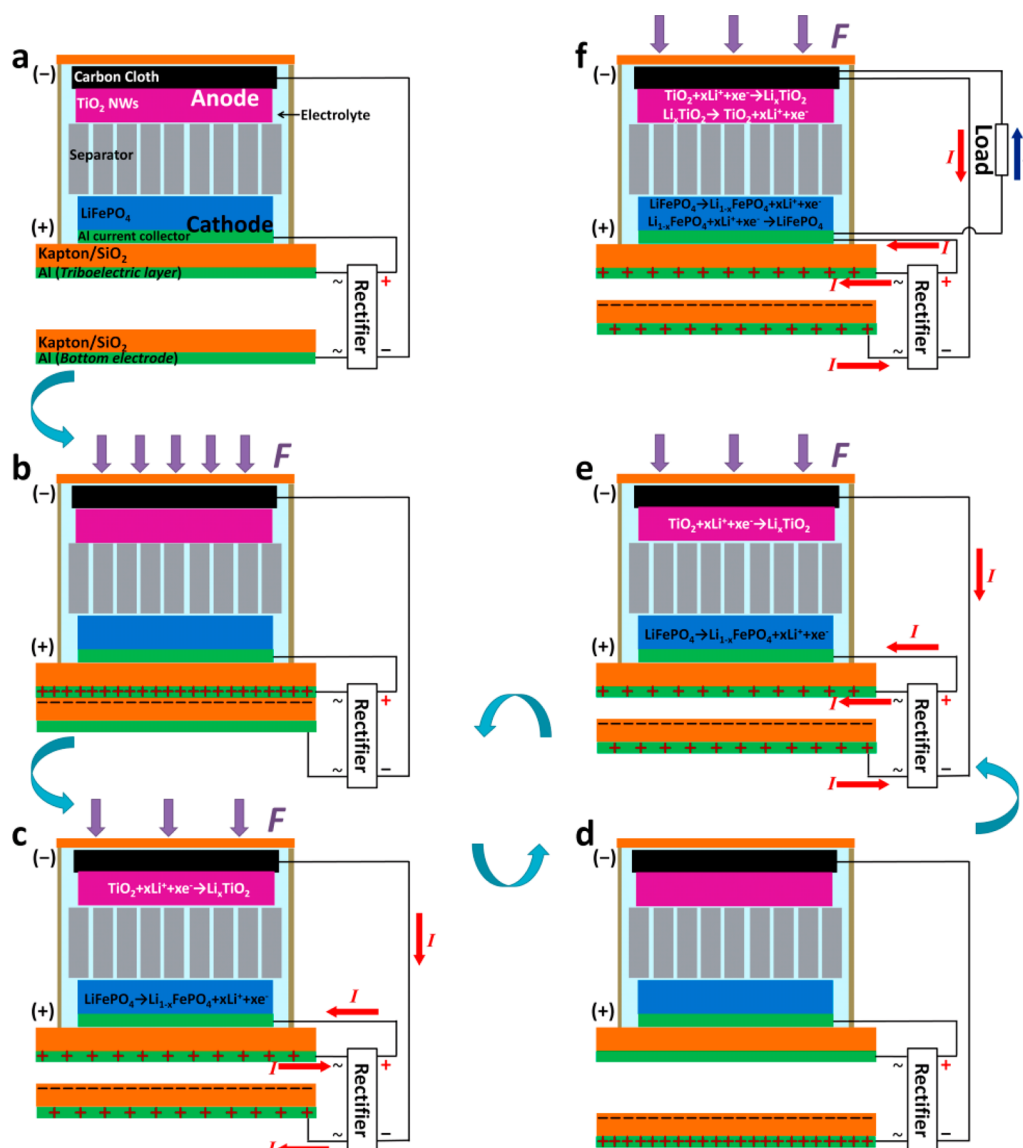 a
(−)
Carbon Cloth
TiO₂ NWs
Anode
Electrolyte
Separator
LiFePO₄
Cathode
(+)
Al current collector
Kapton/SiO₂
Al (Triboelectric layer)
~
+
Rectifier
Kapton/SiO₂
Al (Bottom electrode)
~
−
b
F
(−)
(+)
+++++++++++++++++++++
~
+
Rectifier
~
−
c
F
(−)
TiO₂+xLi⁺+xe⁻→LiₓTiO₂
I
LiFePO₄→Li₁₋ₓFePO₄+xLi⁺+xe⁻
I
(+)
+ + + + + + + + + + +
I
~
+
Rectifier
+ + + + + + + + + + +
~
−
I
d
(−)
(+)
~
+
Rectifier
~
−
e
F
(−)
TiO₂+xLi⁺+xe⁻→LiₓTiO₂
I
LiFePO₄→Li₁₋ₓFePO₄+xLi⁺+xe⁻
I
(+)
+ + + + + + + + + + +
I
~
+
Rectifier
+ + + + + + + + + + +
~
−
I
f
F
(−)
TiO₂+xLi⁺+xe⁻→LiₓTiO₂
LiₓTiO₂→ TiO₂+xLi⁺+xe⁻
I
Load
LiFePO₄→Li₁₋ₓFePO₄+xLi⁺+xe⁻
Li₁₋ₓFePO₄+xLi⁺+xe⁻→LiFePO₄
(+)
I
+ + + + + + + + + + +
I
~
+
Rectifier
+ + + + + + + + + + +
~
−
I